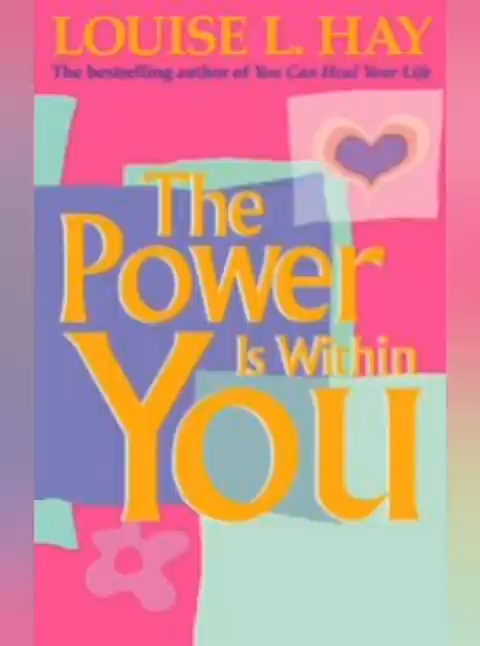 LOUISE L. HAY
The bestselling author of You Can Heal Your Life
The
Power
Is Within
You